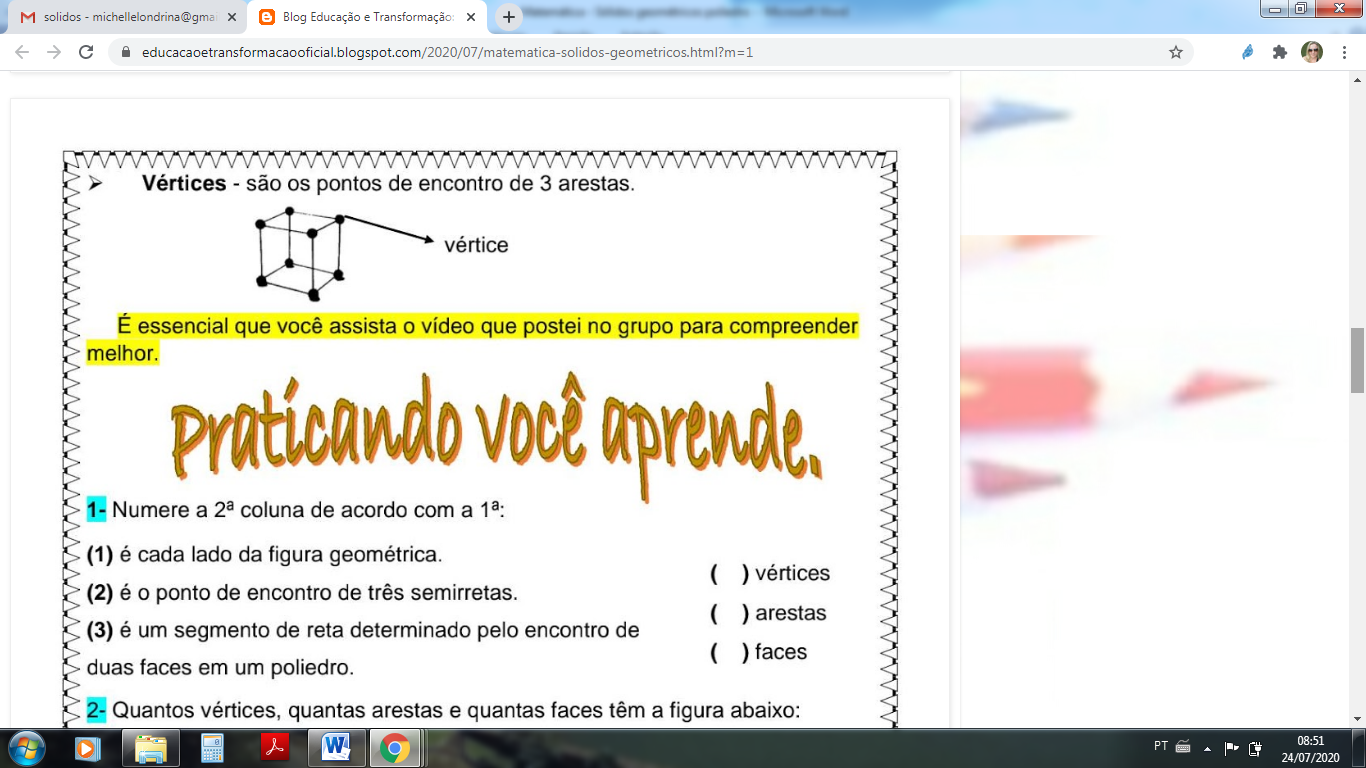 solidos - michellelondrina@gmai
Blog Educação e Transformação:
educacaoetransformacaooficial.blogspot.com/2020/07/matematica-solidos-geometricos.html?m=1
Vértices - são os pontos de encontro de 3 arestas.
vértice
É essencial que você assista o vídeo que postei no grupo para compreender
melhor.
Praticando você aprende.
1- Numere a 2ª coluna de acordo com a 1ª:
(1) é cada lado da figura geométrica.
(2) é o ponto de encontro de três semirretas.
(3) é um segmento de reta determinado pelo encontro de
duas faces em um poliedro.
( ) vértices
( ) arestas
( ) faces
2- Quantos vértices, quantas arestas e quantas faces têm a figura abaixo:
PT
08:51
24/07/2020